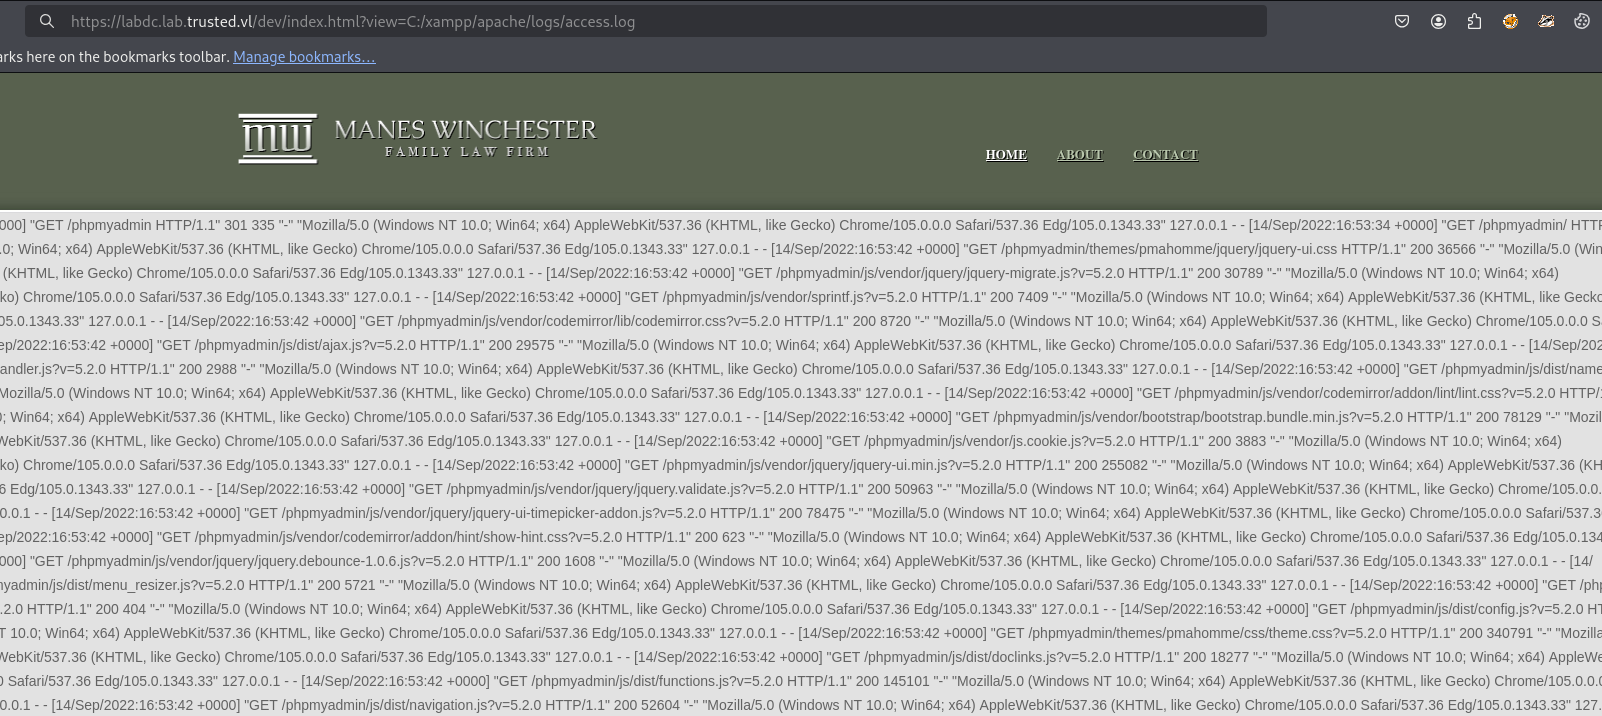 https://labdc.lab.trusted.vl/dev/index.html?view=C:/xampp/apache/logs/access.log
arks here on the bookmarks toolbar. Manage bookmarks…
mw MANES WINCHESTER
FAMILY LAW FIRM
HOME ABOUT CONTACT
000] "GET /phpmyadmin HTTP/1.1" 301 335 "-" "Mozilla/5.0 (Windows NT 10.0; Win64; x64) AppleWebKit/537.36 (KHTML, like Gecko) Chrome/105.0.0.0 Safari/537.36 Edg/105.0.1343.33" 127.0.0.1 - - [14/Sep/2022:16:53:34 +0000] "GET /phpmyadmin/ HTTP
.0; Win64; x64) AppleWebKit/537.36 (KHTML, like Gecko) Chrome/105.0.0.0 Safari/537.36 Edg/105.0.1343.33" 127.0.0.1 - - [14/Sep/2022:16:53:42 +0000] "GET /phpmyadmin/themes/pmahomme/jquery/jquery-ui.css HTTP/1.1" 200 36566 "-" "Mozilla/5.0 (Win
(KHTML, like Gecko) Chrome/105.0.0.0 Safari/537.36 Edg/105.0.1343.33" 127.0.0.1 - - [14/Sep/2022:16:53:42 +0000] "GET /phpmyadmin/js/vendor/jquery/jquery-migrate.js?v=5.2.0 HTTP/1.1" 200 30789 "-" "Mozilla/5.0 (Windows NT 10.0; Win64; x64)
ko) Chrome/105.0.0.0 Safari/537.36 Edg/105.0.1343.33" 127.0.0.1 - - [14/Sep/2022:16:53:42 +0000] "GET /phpmyadmin/js/vendor/sprintf.js?v=5.2.0 HTTP/1.1" 200 7409 "-" "Mozilla/5.0 (Windows NT 10.0; Win64; x64) AppleWebKit/537.36 (KHTML, like Gecko
05.0.1343.33" 127.0.0.1 - - [14/Sep/2022:16:53:42 +0000] "GET /phpmyadmin/js/vendor/codemirror/lib/codemirror.css?v=5.2.0 HTTP/1.1" 200 8720 "-" "Mozilla/5.0 (Windows NT 10.0; Win64; x64) AppleWebKit/537.36 (KHTML, like Gecko) Chrome/105.0.0.0 S
ep/2022:16:53:42 +0000] "GET /phpmyadmin/js/dist/ajax.js?v=5.2.0 HTTP/1.1" 200 29575 "-" "Mozilla/5.0 (Windows NT 10.0; Win64; x64) AppleWebKit/537.36 (KHTML, like Gecko) Chrome/105.0.0.0 Safari/537.36 Edg/105.0.1343.33" 127.0.0.1 - - [14/Sep/202
andler.js?v=5.2.0 HTTP/1.1" 200 2988 "-" "Mozilla/5.0 (Windows NT 10.0; Win64; x64) AppleWebKit/537.36 (KHTML, like Gecko) Chrome/105.0.0.0 Safari/537.36 Edg/105.0.1343.33" 127.0.0.1 - - [14/Sep/2022:16:53:42 +0000] "GET /phpmyadmin/js/dist/name
Mozilla/5.0 (Windows NT 10.0; Win64; x64) AppleWebKit/537.36 (KHTML, like Gecko) Chrome/105.0.0.0 Safari/537.36 Edg/105.0.1343.33" 127.0.0.1 - - [14/Sep/2022:16:53:42 +0000] "GET /phpmyadmin/js/vendor/codemirror/addon/lint/lint.css?v=5.2.0 HTTP/1
0; Win64; x64) AppleWebKit/537.36 (KHTML, like Gecko) Chrome/105.0.0.0 Safari/537.36 Edg/105.0.1343.33" 127.0.0.1 - - [14/Sep/2022:16:53:42 +0000] "GET /phpmyadmin/js/vendor/bootstrap/bootstrap.bundle.min.js?v=5.2.0 HTTP/1.1" 200 78129 "-" "Mozil
WebKit/537.36 (KHTML, like Gecko) Chrome/105.0.0.0 Safari/537.36 Edg/105.0.1343.33" 127.0.0.1 - - [14/Sep/2022:16:53:42 +0000] "GET /phpmyadmin/js/vendor/js.cookie.js?v=5.2.0 HTTP/1.1" 200 3883 "-" "Mozilla/5.0 (Windows NT 10.0; Win64; x64)
ko) Chrome/105.0.0.0 Safari/537.36 Edg/105.0.1343.33" 127.0.0.1 - - [14/Sep/2022:16:53:42 +0000] "GET /phpmyadmin/js/vendor/jquery/jquery-ui.min.js?v=5.2.0 HTTP/1.1" 200 255082 "-" "Mozilla/5.0 (Windows NT 10.0; Win64; x64) AppleWebKit/537.36 (KH
6 Edg/105.0.1343.33" 127.0.0.1 - - [14/Sep/2022:16:53:42 +0000] "GET /phpmyadmin/js/vendor/jquery/jquery.validate.js?v=5.2.0 HTTP/1.1" 200 50963 "-" "Mozilla/5.0 (Windows NT 10.0; Win64; x64) AppleWebKit/537.36 (KHTML, like Gecko) Chrome/105.0.0.
0.0.1 - - [14/Sep/2022:16:53:42 +0000] "GET /phpmyadmin/js/vendor/jquery/jquery-ui-timepicker-addon.js?v=5.2.0 HTTP/1.1" 200 78475 "-" "Mozilla/5.0 (Windows NT 10.0; Win64; x64) AppleWebKit/537.36 (KHTML, like Gecko) Chrome/105.0.0.0 Safari/537.3
ep/2022:16:53:42 +0000] "GET /phpmyadmin/js/vendor/codemirror/addon/hint/show-hint.css?v=5.2.0 HTTP/1.1" 200 623 "-" "Mozilla/5.0 (Windows NT 10.0; Win64; x64) AppleWebKit/537.36 (KHTML, like Gecko) Chrome/105.0.0.0 Safari/537.36 Edg/105.0.134
000] "GET /phpmyadmin/js/vendor/jquery/jquery.debounce-1.0.6.js?v=5.2.0 HTTP/1.1" 200 1608 "-" "Mozilla/5.0 (Windows NT 10.0; Win64; x64) AppleWebKit/537.36 (KHTML, like Gecko) Chrome/105.0.0.0 Safari/537.36 Edg/105.0.1343.33" 127.0.0.1 - - [14/
nyadmin/js/dist/menu_resizer.js?v=5.2.0 HTTP/1.1" 200 5721 "-" "Mozilla/5.0 (Windows NT 10.0; Win64; x64) AppleWebKit/537.36 (KHTML, like Gecko) Chrome/105.0.0.0 Safari/537.36 Edg/105.0.1343.33" 127.0.0.1 - - [14/Sep/2022:16:53:42 +0000] "GET /php
.2.0 HTTP/1.1" 200 404 "-" "Mozilla/5.0 (Windows NT 10.0; Win64; x64) AppleWebKit/537.36 (KHTML, like Gecko) Chrome/105.0.0.0 Safari/537.36 Edg/105.0.1343.33" 127.0.0.1 - - [14/Sep/2022:16:53:42 +0000] "GET /phpmyadmin/js/dist/config.js?v=5.2.0 HT
T 10.0; Win64; x64) AppleWebKit/537.36 (KHTML, like Gecko) Chrome/105.0.0.0 Safari/537.36 Edg/105.0.1343.33" 127.0.0.1 - - [14/Sep/2022:16:53:42 +0000] "GET /phpmyadmin/themes/pmahomme/css/theme.css?v=5.2.0 HTTP/1.1" 200 340791 "-" "Mozilla
WebKit/537.36 (KHTML, like Gecko) Chrome/105.0.0.0 Safari/537.36 Edg/105.0.1343.33" 127.0.0.1 - - [14/Sep/2022:16:53:42 +0000] "GET /phpmyadmin/js/dist/doclinks.js?v=5.2.0 HTTP/1.1" 200 18277 "-" "Mozilla/5.0 (Windows NT 10.0; Win64; x64) AppleWe
0 Safari/537.36 Edg/105.0.1343.33" 127.0.0.1 - - [14/Sep/2022:16:53:42 +0000] "GET /phpmyadmin/js/dist/functions.js?v=5.2.0 HTTP/1.1" 200 145101 "-" "Mozilla/5.0 (Windows NT 10.0; Win64; x64) AppleWebKit/537.36 (KHTML, like Gecko) Chrome/105.0.0
0.0.1 - - [14/Sep/2022:16:53:42 +0000] "GET /phpmyadmin/js/dist/navigation.js?v=5.2.0 HTTP/1.1" 200 52604 "-" "Mozilla/5.0 (Windows NT 10.0; Win64; x64) AppleWebKit/537.36 (KHTML, like Gecko) Chrome/105.0.0.0 Safari/537.36 Edg/105.0.1343.33" 127.